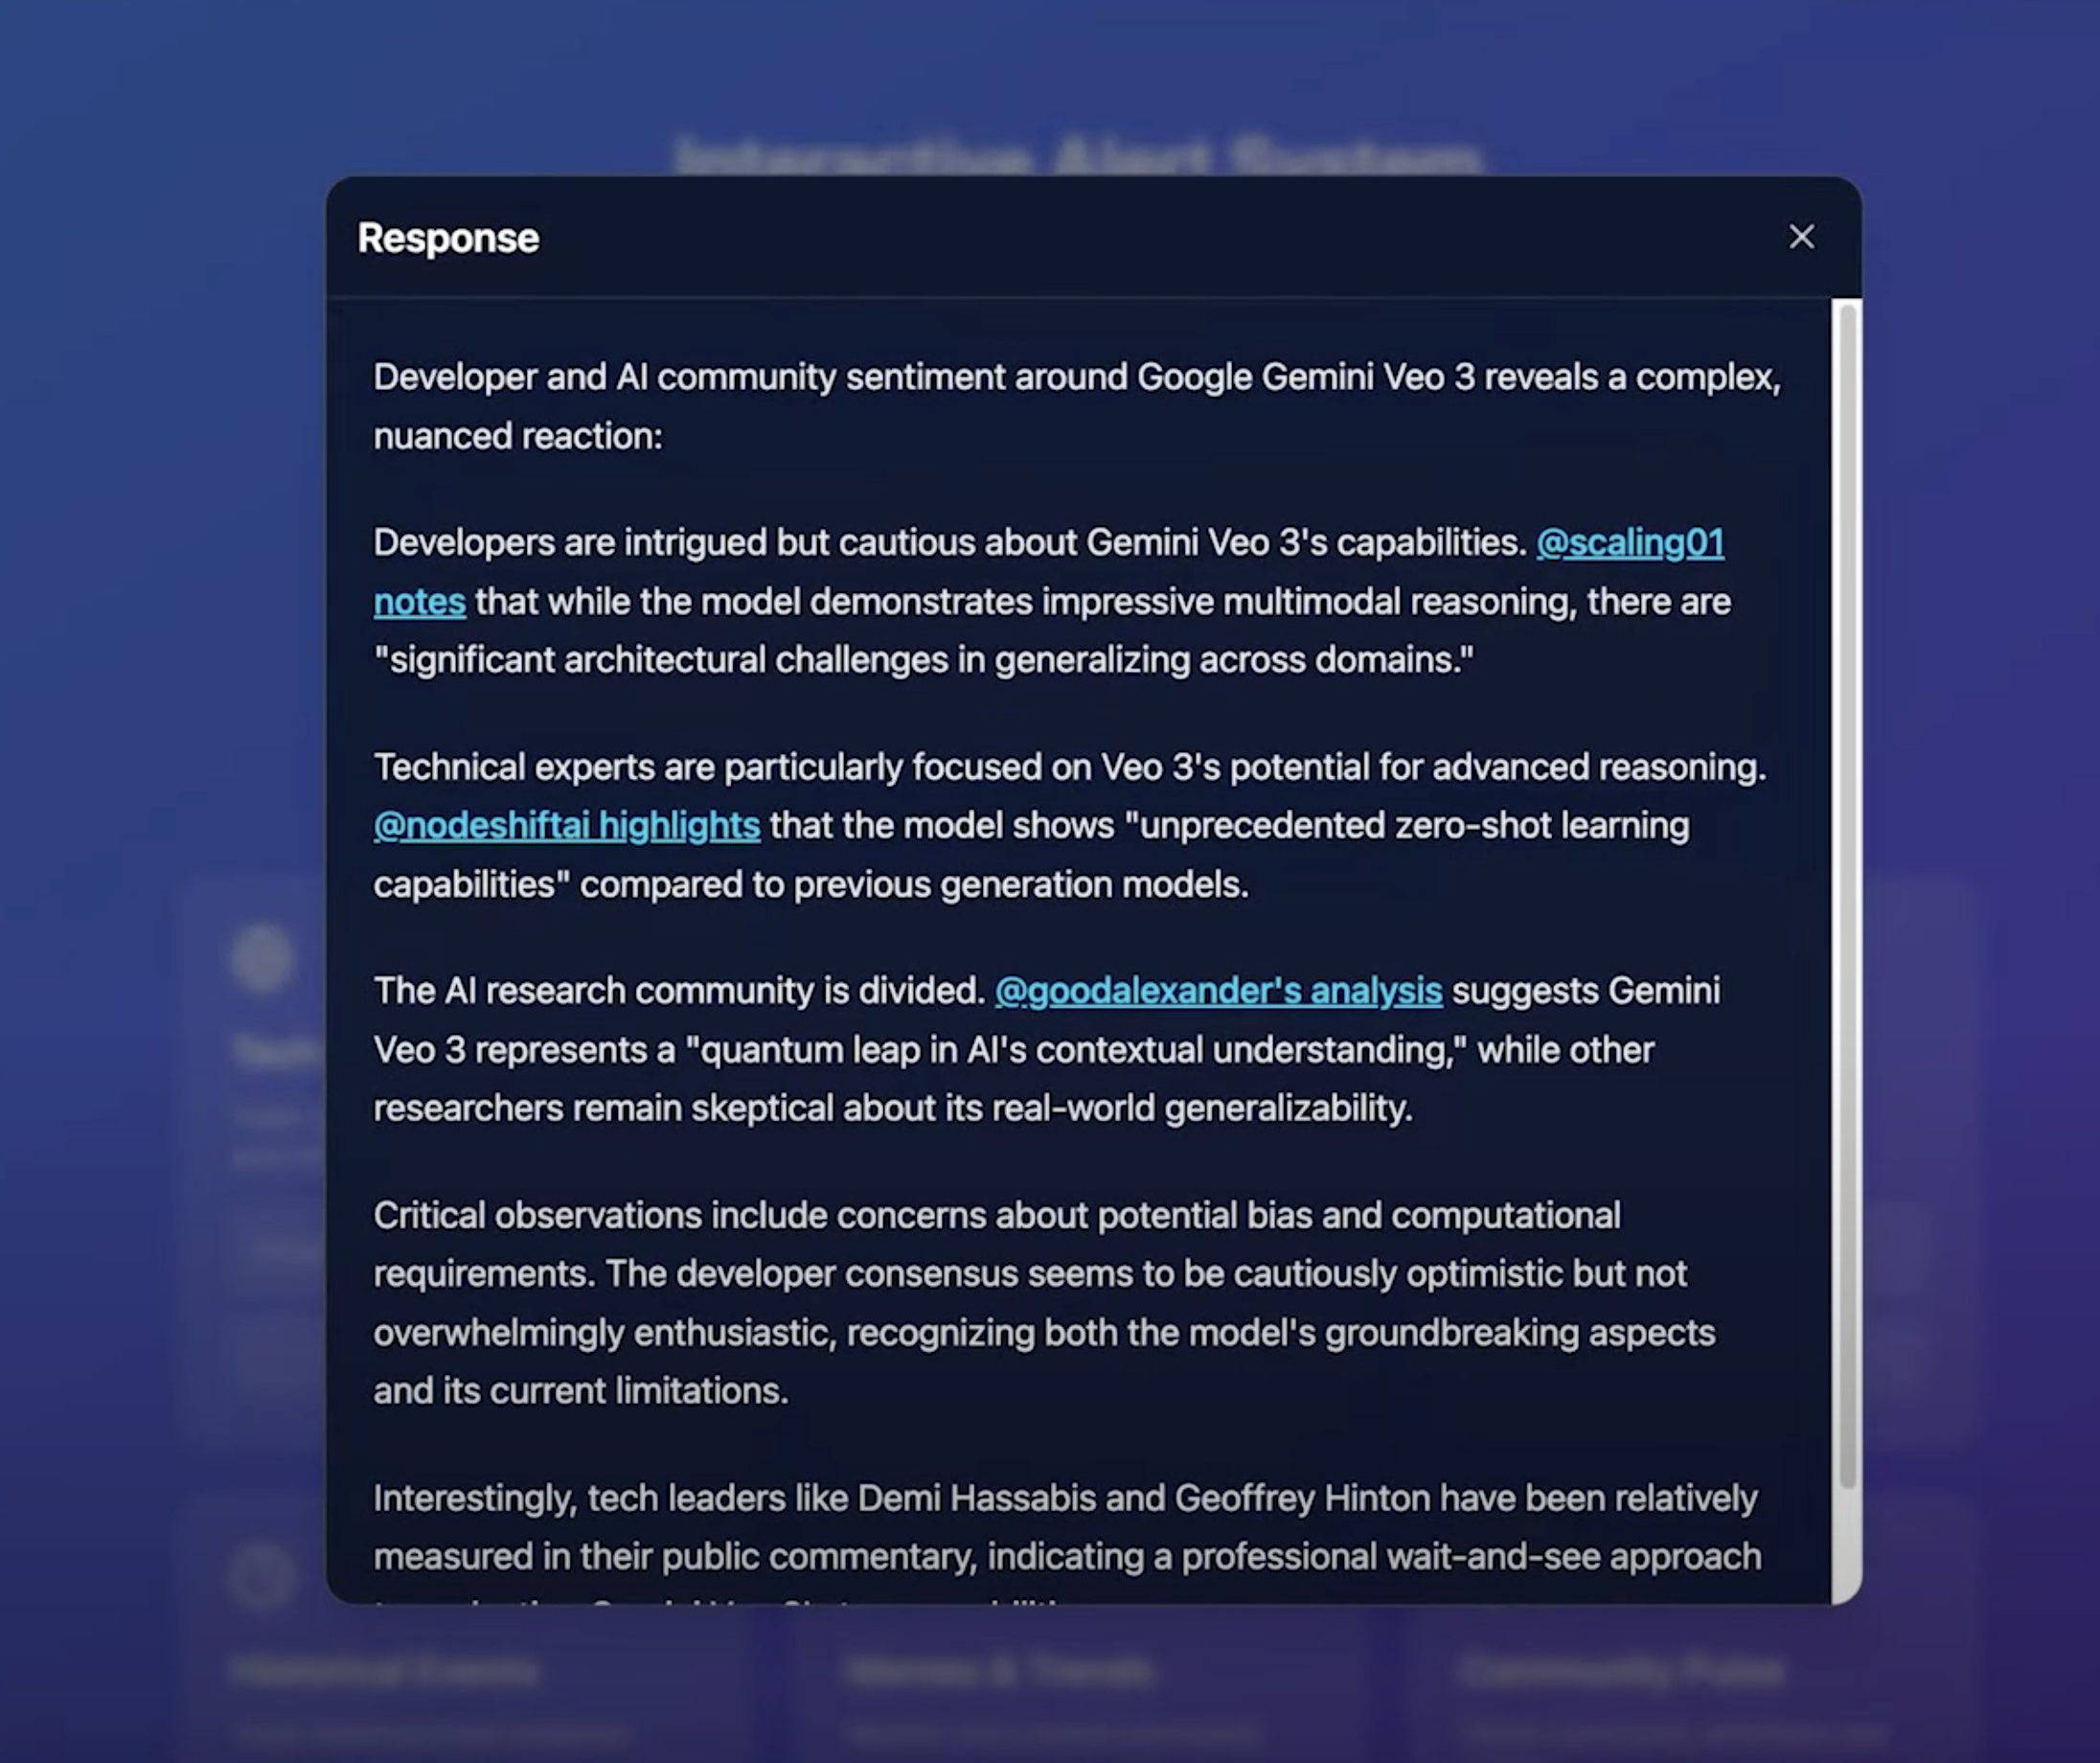 Interactive Alert System
Response
Developer and AI community sentiment around Google Gemini Veo 3 reveals a complex,
nuanced reaction:
Developers are intrigued but cautious about Gemini Veo 3's capabilities. @scaling01
notes that while the model demonstrates impressive multimodal reasoning, there are
"significant architectural challenges in generalizing across domains."
Technical experts are particularly focused on Veo 3's potential for advanced reasoning.
@nodeshiftai highlights that the model shows "unprecedented zero-shot learning
capabilities" compared to previous generation models.
The AI research community is divided. @goodalexander's analysis suggests Gemini
Veo 3 represents a "quantum leap in AI's contextual understanding," while other
researchers remain skeptical about its real-world generalizability.
Critical observations include concerns about potential bias and computational
requirements. The developer consensus seems to be cautiously optimistic but not
overwhelmingly enthusiastic, recognizing both the model's groundbreaking aspects
and its current limitations.
Interestingly, tech leaders like Demi Hassabis and Geoffrey Hinton have been relatively
measured in their public commentary, indicating a professional wait-and-see approach
Historical Events
Memes & Trends
Community Pulse